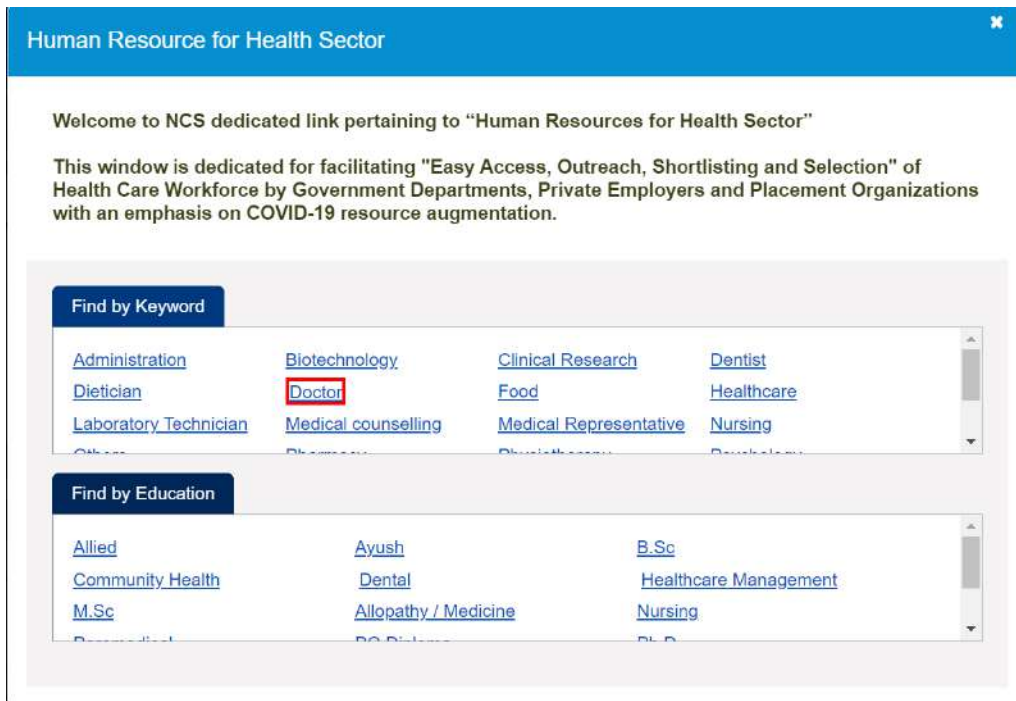 Human Resource for Health Sector
Welcome to NCS dedicated link pertaining to “Human Resources for Health Sector”
This window is dedicated for facilitating "Easy Access, Outreach, Shortlisting and Selection" of
Health Care Workforce by Government Departments, Private Employers and Placement Organizations
with an emphasis on COVID-19 resource augmentation.
Find by Keyword
Administration Biotechnology Clinical Research Dentist
Dietician Doctor Food Healthcare
Laboratory Technician Medical counselling Medical Representative Nursing
Find by Education
Allied Ayush B.Sc
Community Health Dental Healthcare Management
M.Sc Allopathy / Medicine Nursing